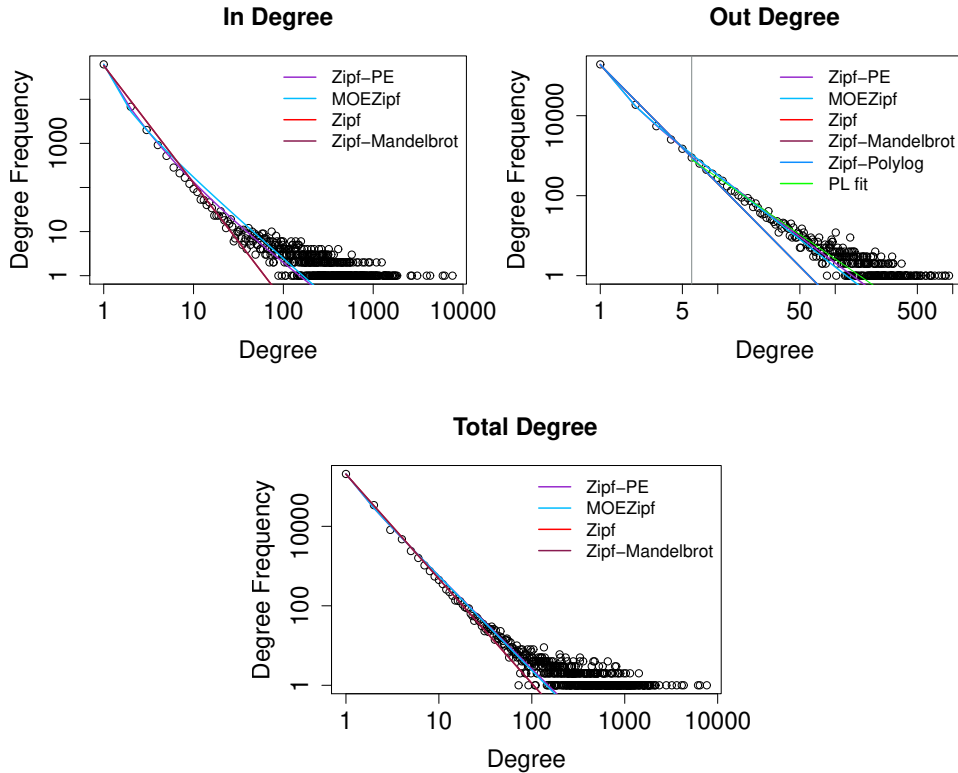 In Degree
Degree Frequency
1000
10
1
Zipf−PE
MOEZipf
Zipf
Zipf−Mandelbrot
1 10 100 1000 10000
Degree
Out Degree
Degree Frequency
10000
100
1
Zipf−PE
MOEZipf
Zipf
Zipf−Mandelbrot
Zipf−Polylog
PL fit
1 5 50 500
Degree
Total Degree
Degree Frequency
10000
100
1
Zipf−PE
MOEZipf
Zipf
Zipf−Mandelbrot
1 10 100 1000 10000
Degree